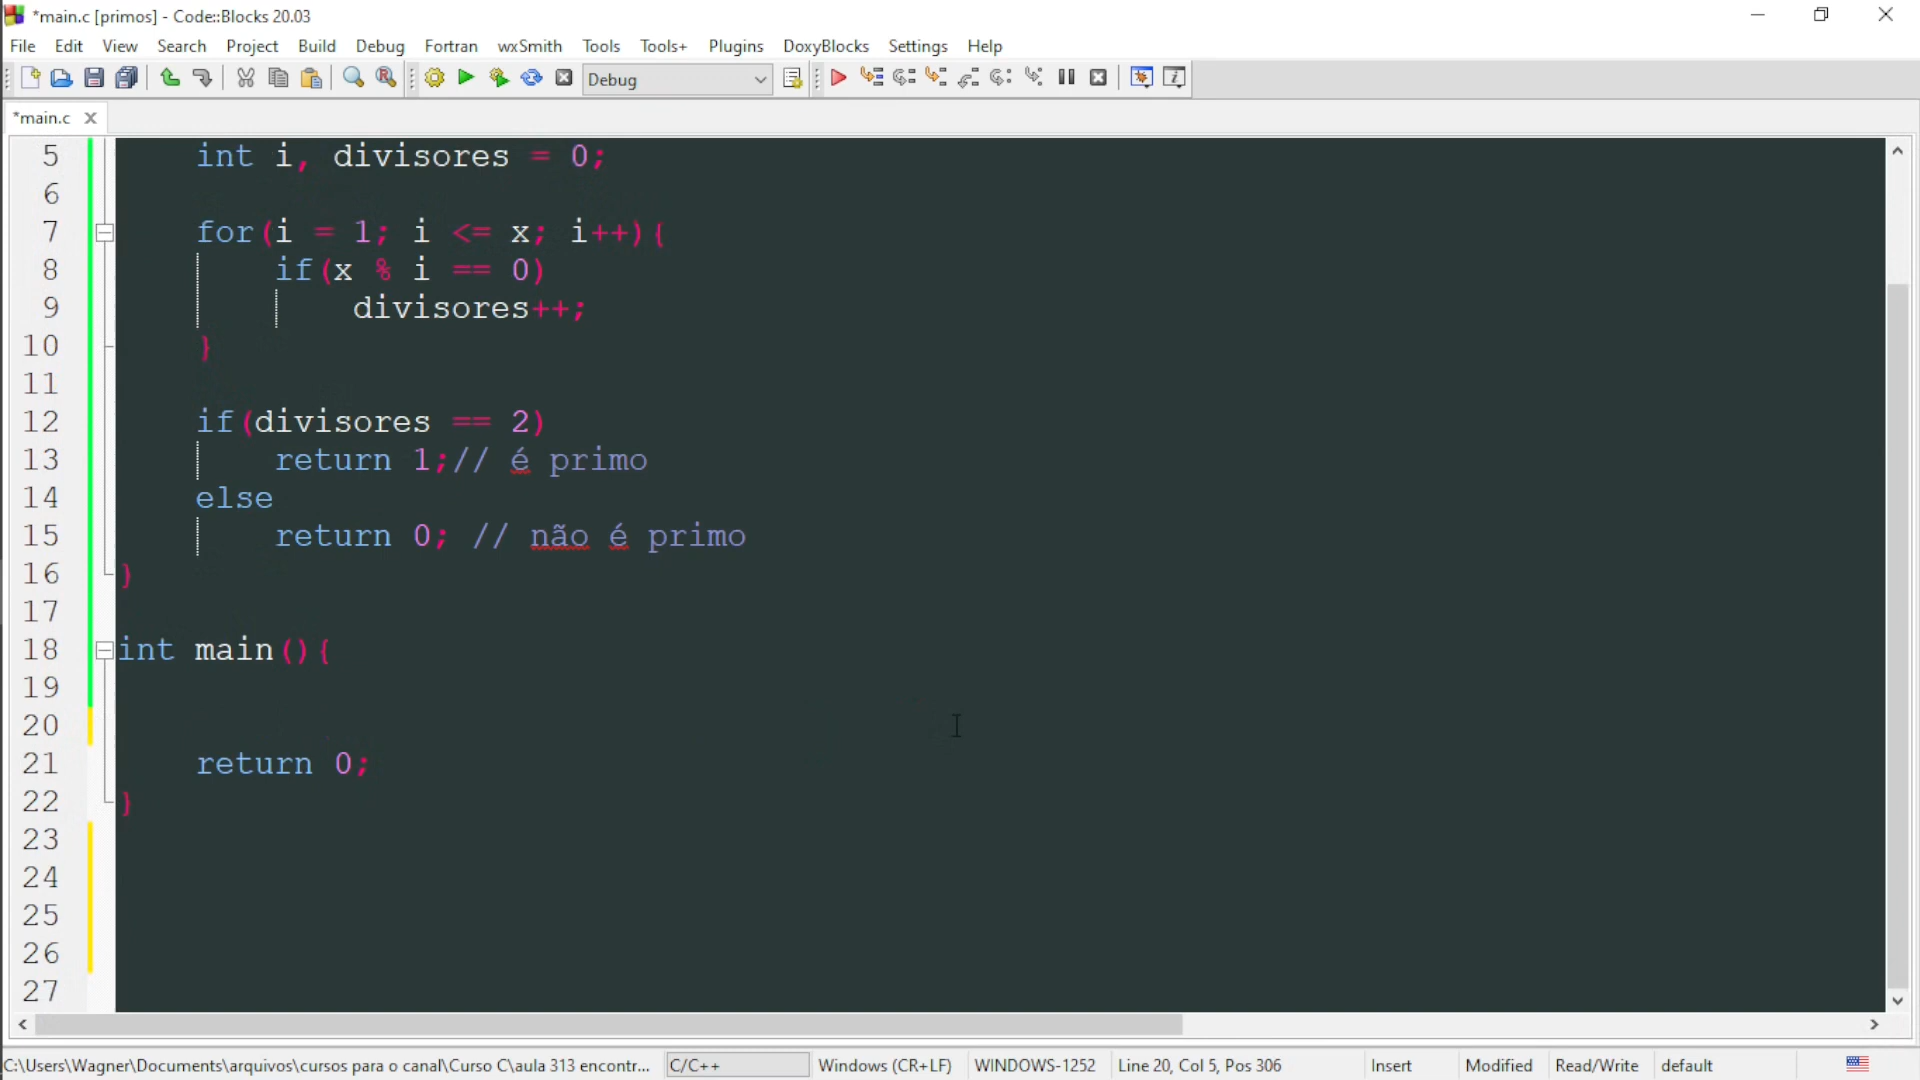 *main.c [primos] - Code::Blocks 20.03
File Edit View Search Project Build Debug Fortran wxSmith Tools Tools+ Plugins DoxyBlocks Settings Help
Debug
*main.c
5 int i, divisores = 0;
6
7 for(i = 1; i <= x; i++){
8 if(x % i == 0)
9 divisores++;
10 }
11
12 if(divisores == 2)
13 return 1;// é primo
14 else
15 return 0; // não é primo
16 }
17
18 int main(){
19
20
21 return 0;
22 }
23
24
25
26
27
C:\Users\Wagner\Documents\arquivos\cursos para o canal\Curso C\aula 313 encontr... C/C++ Windows (CR+LF) WINDOWS-1252 Line 20, Col 5, Pos 306 Insert Modified Read/Write default